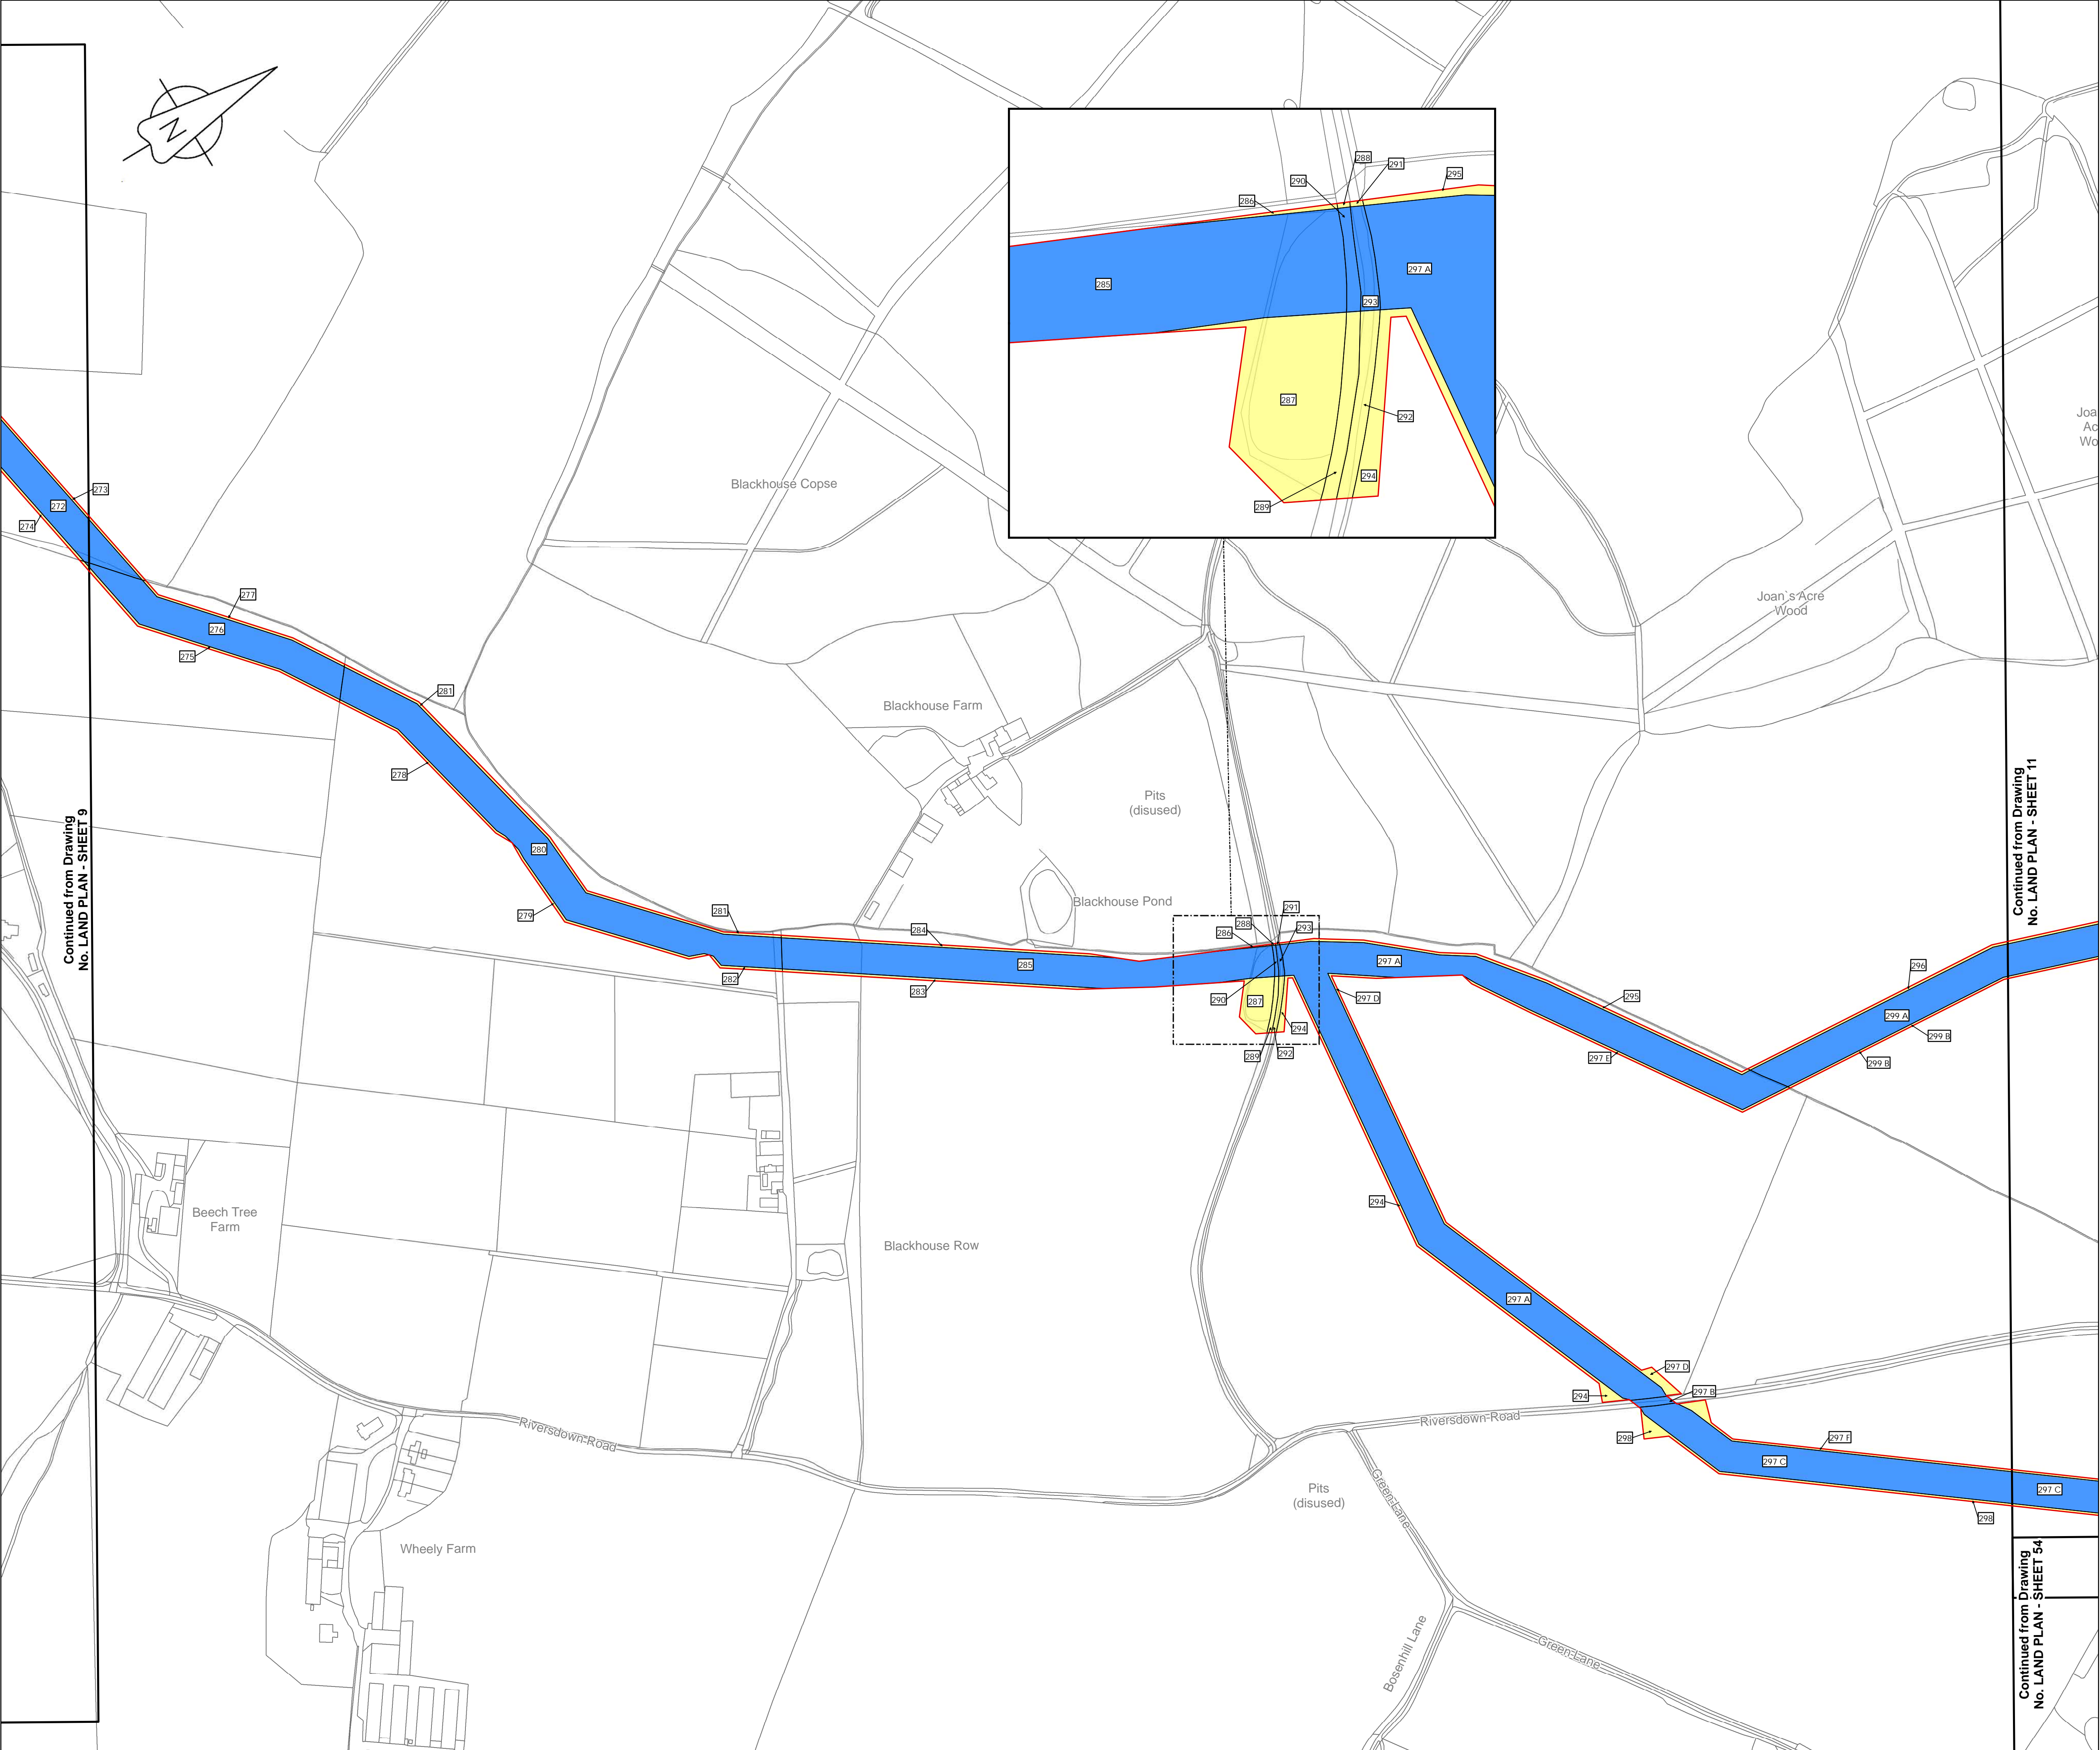 N
288
291
290
295
286
285
297 A
293
287
292
294
289
Joan`s Acre
Wood
Joa
Ac
Wo
Blackhouse Copse
273
272
274
277
276
275
281
278
280
279
Blackhouse Farm
Pits
(disused)
Blackhouse Pond
Continued from Drawing
No. LAND PLAN - SHEET 9
Continued from Drawing
No. LAND PLAN - SHEET 11
281
284
282
283
285
291
288
293
286
290
287
294
289
292
297 A
297 D
295
297 E
296
299 A
299 B
299 B
294
Beech Tree
Farm
Blackhouse Row
297 A
297 D
294
297 B
298
297 F
297 C
297 C
298
Riversdown Road
Riversdown Road
Pits
(disused)
Green Lane
Wheely Farm
Bosenhill Lane
Green Lane
Continued from Drawing
No. LAND PLAN - SHEET 54